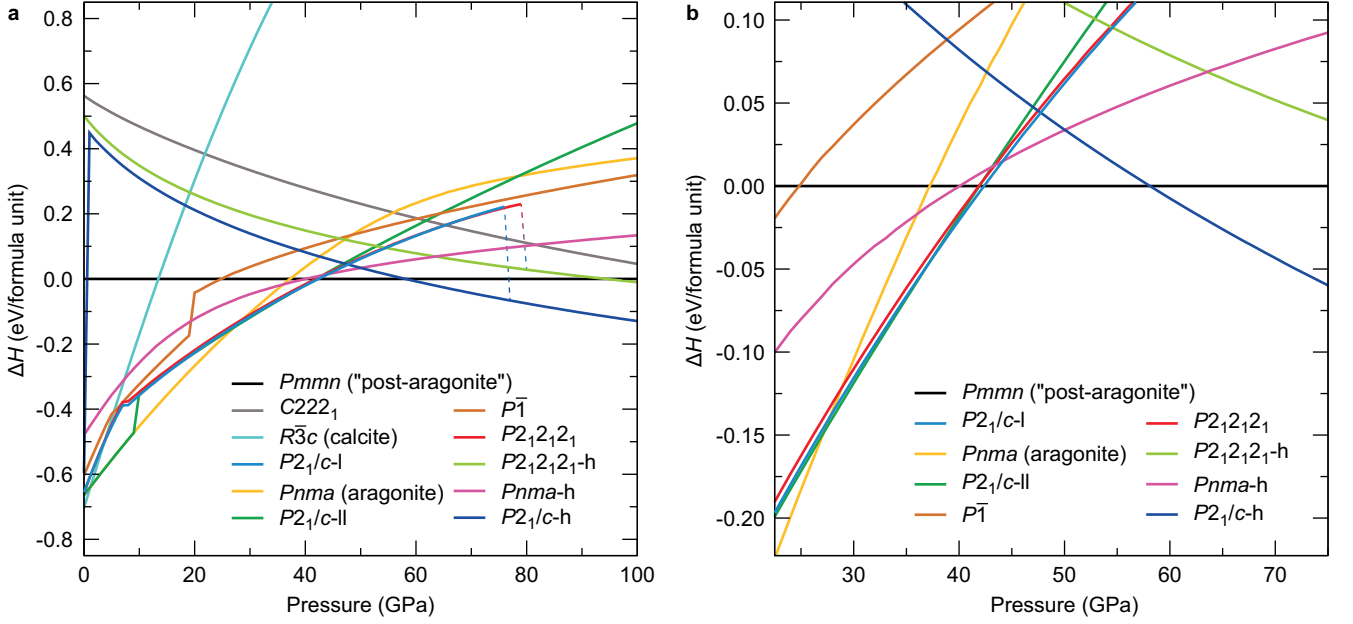 a
0.8
0.6
0.4
0.2
0.0
-0.2
-0.4
-0.6
-0.8
ΔH (eV/formula unit)
Pmmn ("post-aragonite")
C222₁
R3̅c (calcite)
P2₁/c-I
Pnma (aragonite)
P2₁/c-II
P1̅
P2₁2₁2₁
P2₁2₁2₁-h
Pnma-h
P2₁/c-h
0 20 40 60 80 100
Pressure (GPa)
b
0.10
0.05
0.00
-0.05
-0.10
-0.15
-0.20
ΔH (eV/formula unit)
Pmmn ("post-aragonite")
P2₁/c-I
Pnma (aragonite)
P2₁/c-II
P1̅
P2₁2₁2₁
P2₁2₁2₁-h
Pnma-h
P2₁/c-h
30 40 50 60 70
Pressure (GPa)